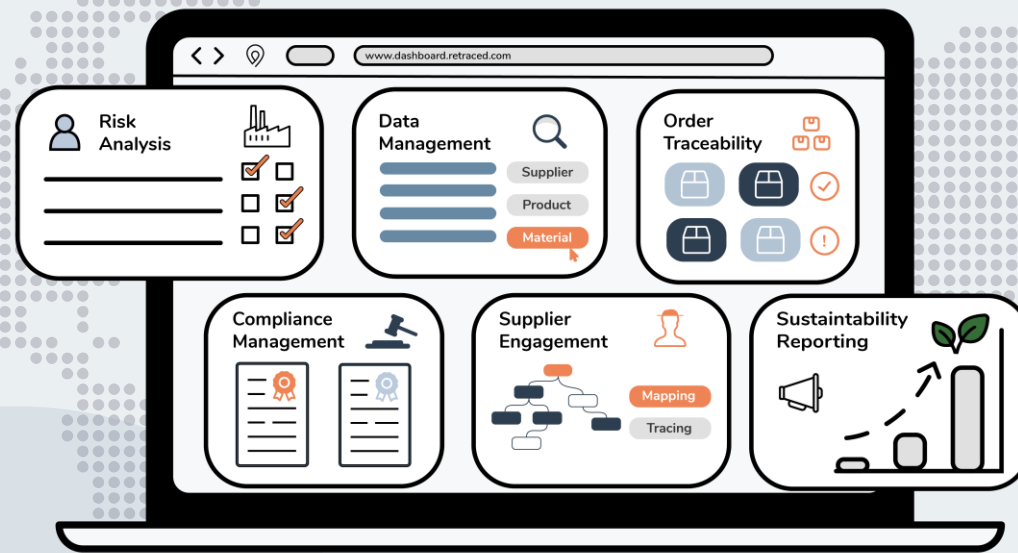 www.dashboard.retraced.com
Risk
Analysis
Data
Management
Supplier
Product
Material
Order
Traceability
!
Compliance
Management
Supplier
Engagement
Mapping
Tracing
Sustaintability
Reporting